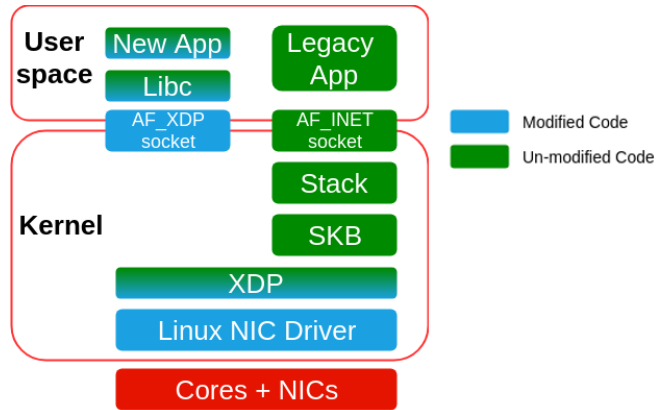 User
space
New App
Libc
Legacy
App
AF_XDP
socket
AF_INET
socket
Modified Code
Un-modified Code
Stack
Kernel
SKB
XDP
Linux NIC Driver
Cores + NICs